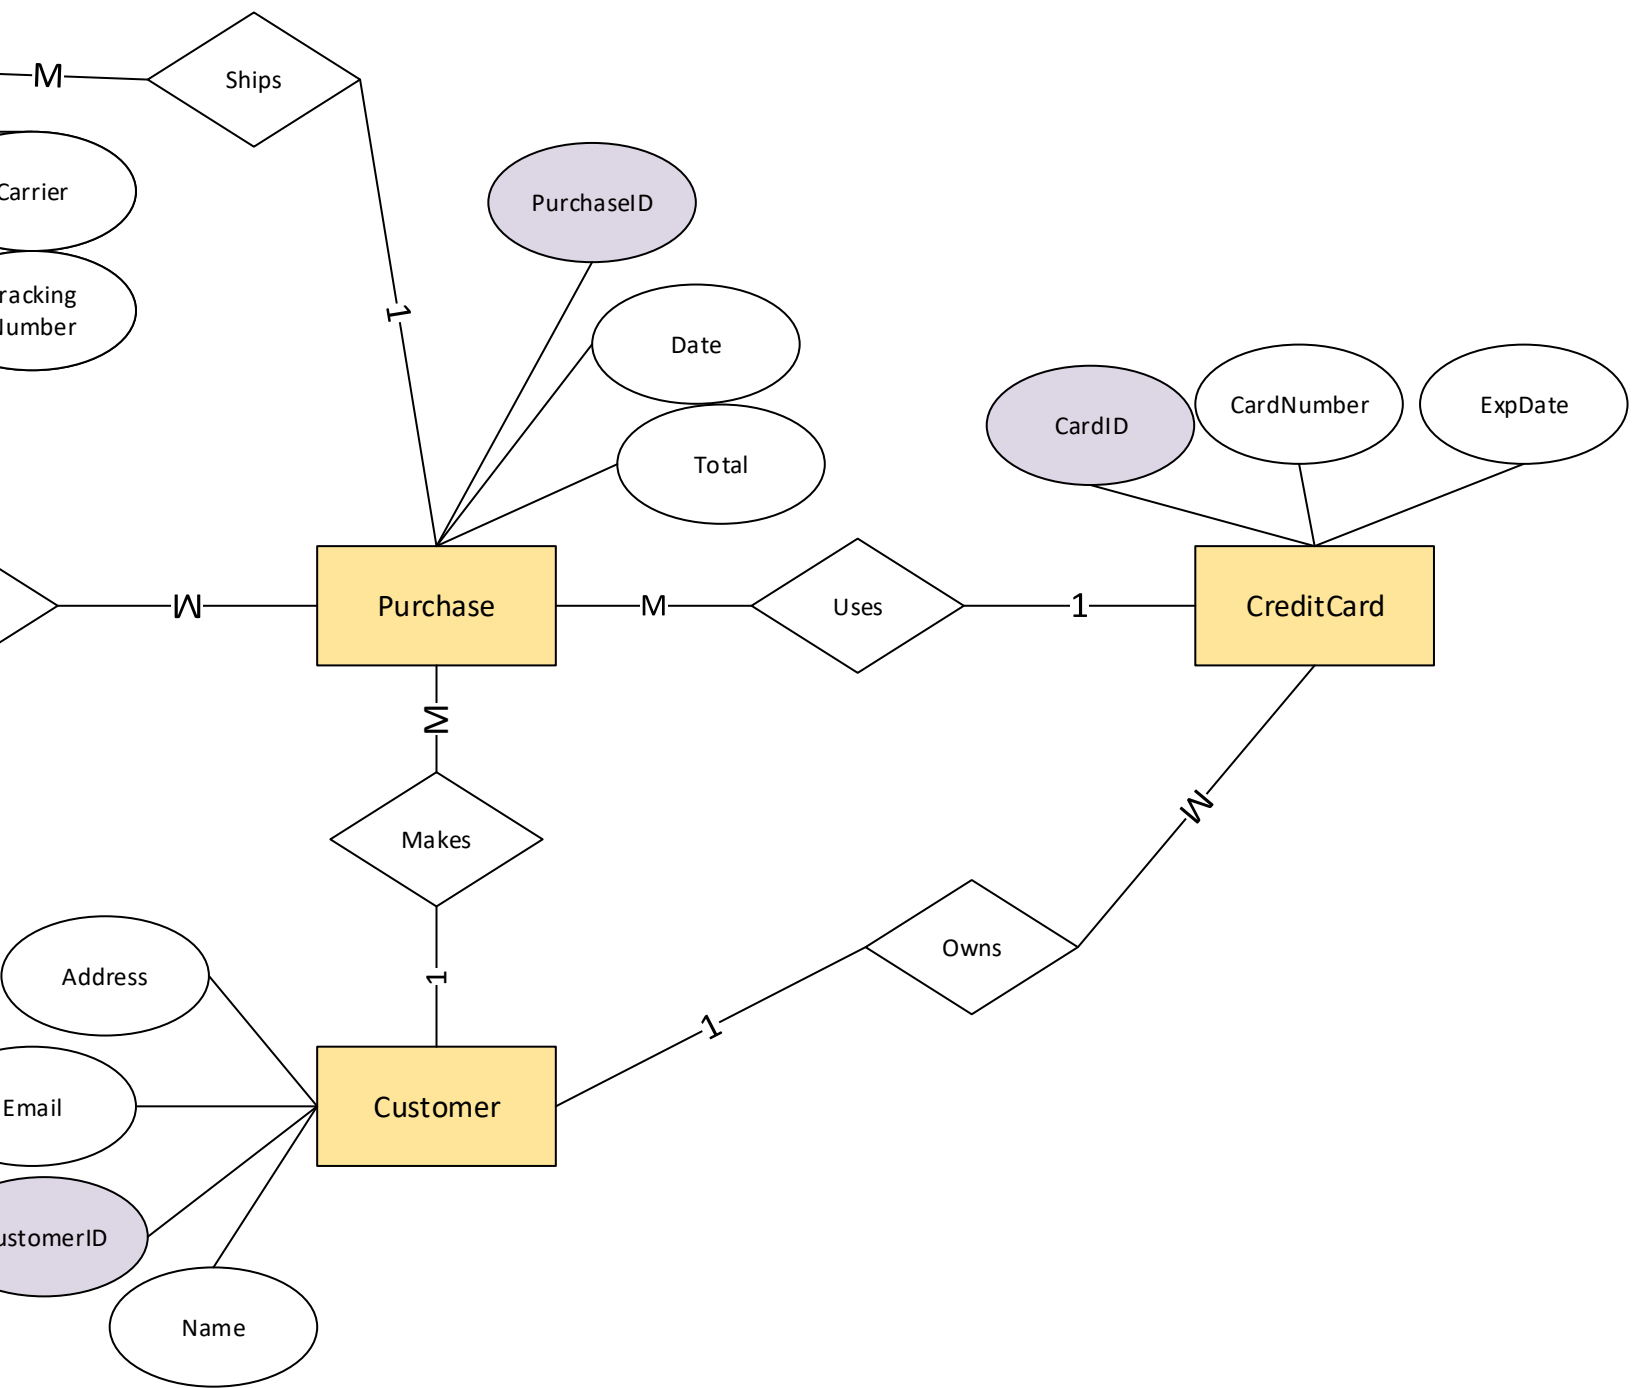 M
Ships
Carrier
PurchaseID
racking
Number
1
Date
CardNumber
ExpDate
CardID
Total
M
Purchase
M
Uses
1
CreditCard
M
M
Makes
Owns
Address
1
1
Email
Customer
ustomerID
Name